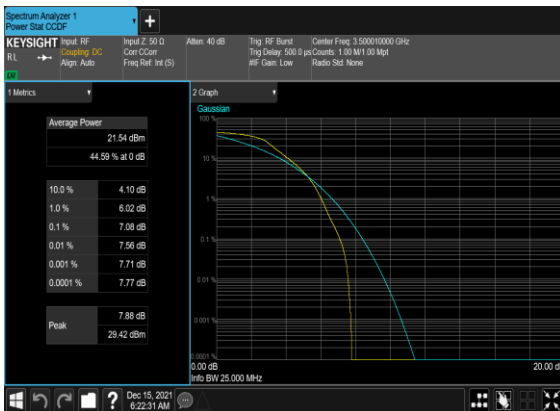 Spectrum Analyzer 1
Power Stat CCDF
+
KEYSIGHT
RL
LV
Input: RF
Coupling: DC
Align: Auto
Input Z: 50 Ω
Corr CCorr
Freq Ref: Int (S)
Atten: 40 dB
Trig: RF Burst
Trig Delay: 500.0 µs
#IF Gain: Low
Center Freq: 3.500010000 GHz
Counts: 1.00 M/1.00 Mpt
Radio Std: None
1 Metrics
Average Power
21.54 dBm
44.59 % at 0 dB
10.0 % 4.10 dB
1.0 % 6.02 dB
0.1 % 7.08 dB
0.01 % 7.56 dB
0.001 % 7.71 dB
0.0001 % 7.77 dB
Peak
7.88 dB
29.42 dBm
2 Graph
Gaussian
100 %
10 %
1 %
0.1 %
0.01 %
0.001 %
0.0001 %
0.00 dB
20.00 d
Info BW 25.000 MHz
?
Dec 15, 2021
6:22:31 AM